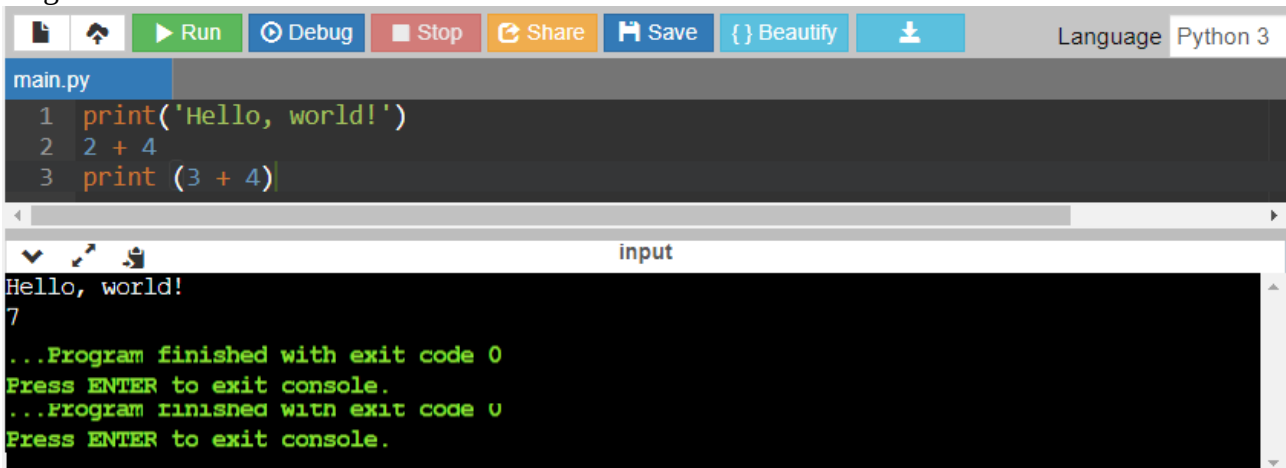 Run Debug Stop Share Save { } Beautify Language Python 3
main.py
1 print('Hello, world!')
2 2 + 4
3 print (3 + 4)
input
Hello, world!
7
...Program finished with exit code 0
Press ENTER to exit console.
...Program finished with exit code 0
Press ENTER to exit console.